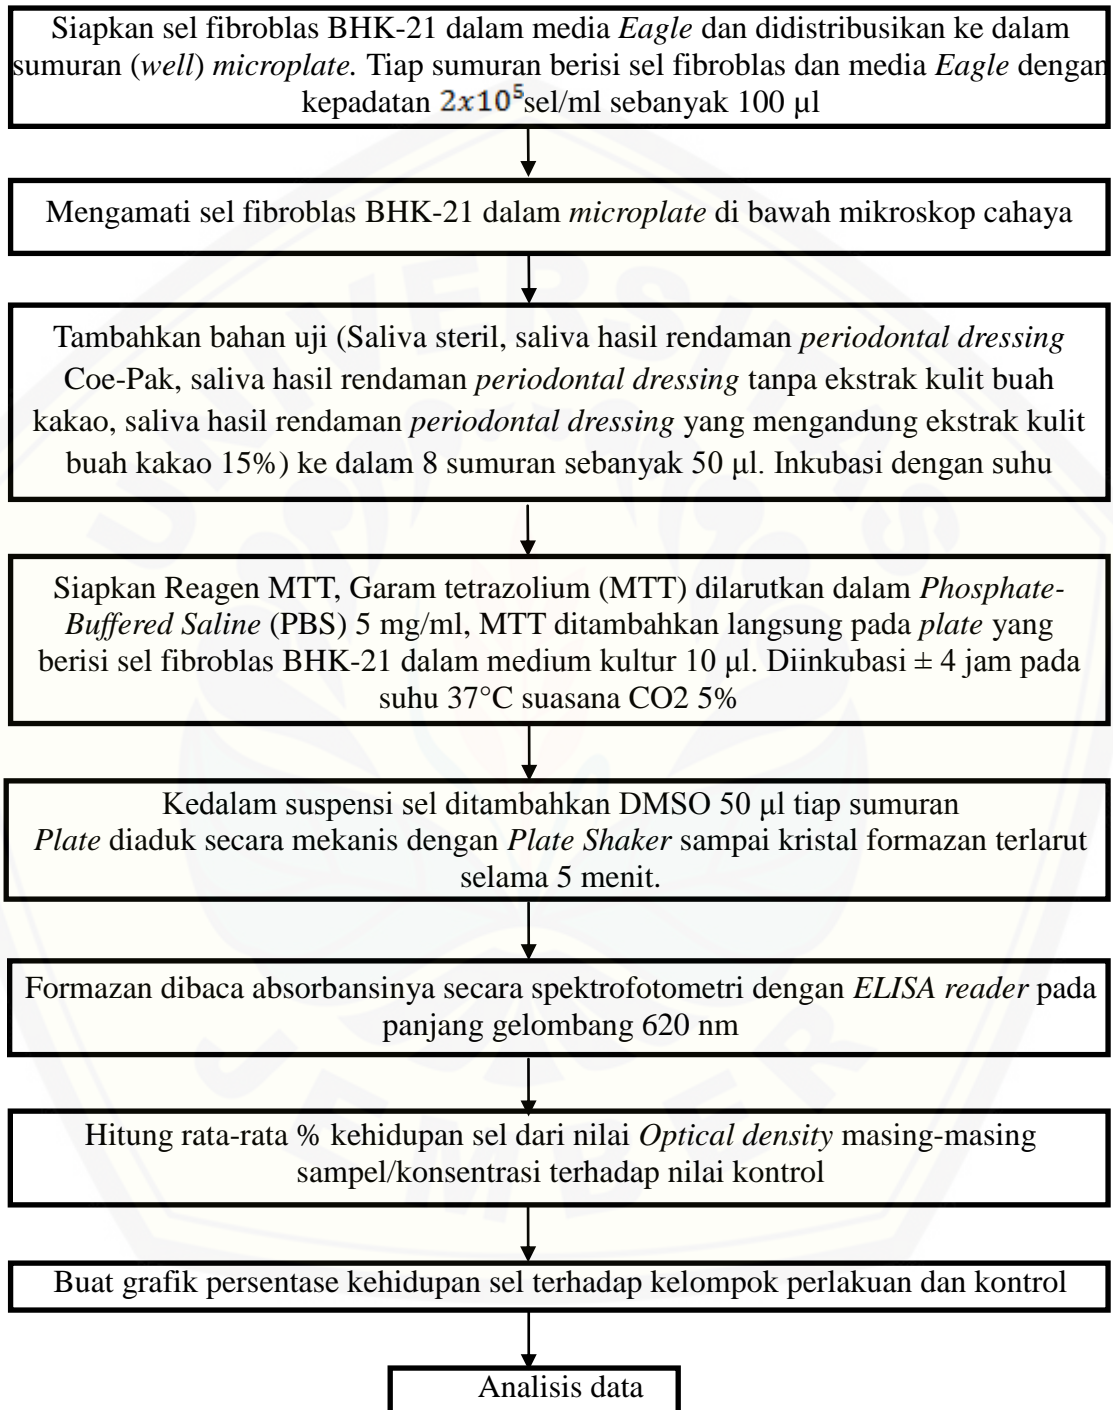 Siapkan sel fibroblas BHK-21 dalam media Eagle dan didistribusikan ke dalam
sumuran (well) microplate. Tiap sumuran berisi sel fibroblas dan media Eagle dengan
kepadatan 2x10⁵sel/ml sebanyak 100 µl
Mengamati sel fibroblas BHK-21 dalam microplate di bawah mikroskop cahaya
Tambahkan bahan uji (Saliva steril, saliva hasil rendaman periodontal dressing
Coe-Pak, saliva hasil rendaman periodontal dressing tanpa ekstrak kulit buah
kakao, saliva hasil rendaman periodontal dressing yang mengandung ekstrak kulit
buah kakao 15%) ke dalam 8 sumuran sebanyak 50 µl. Inkubasi dengan suhu
Siapkan Reagen MTT, Garam tetrazolium (MTT) dilarutkan dalam Phosphate-
Buffered Saline (PBS) 5 mg/ml, MTT ditambahkan langsung pada plate yang
berisi sel fibroblas BHK-21 dalam medium kultur 10 µl. Diinkubasi ± 4 jam pada
suhu 37°C suasana CO2 5%
Kedalam suspensi sel ditambahkan DMSO 50 µl tiap sumuran
Plate diaduk secara mekanis dengan Plate Shaker sampai kristal formazan terlarut
selama 5 menit.
Formazan dibaca absorbansinya secara spektrofotometri dengan ELISA reader pada
panjang gelombang 620 nm
Hitung rata-rata % kehidupan sel dari nilai Optical density masing-masing
sampel/konsentrasi terhadap nilai kontrol
Buat grafik persentase kehidupan sel terhadap kelompok perlakuan dan kontrol
Analisis data
UNIVERSITAS
JEMBER